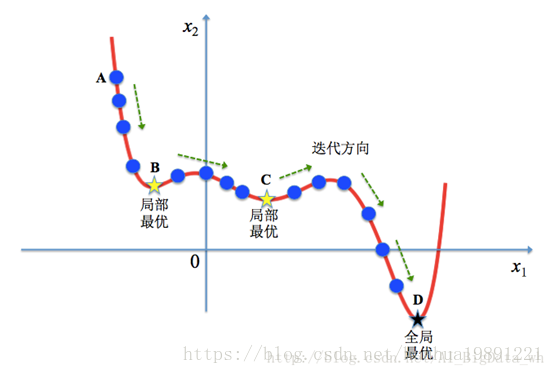 x₂
A
B
局部
最优
C
局部
最优
迭代方向
0
x₁
D
全局
最优
https://blog.csdn.net/